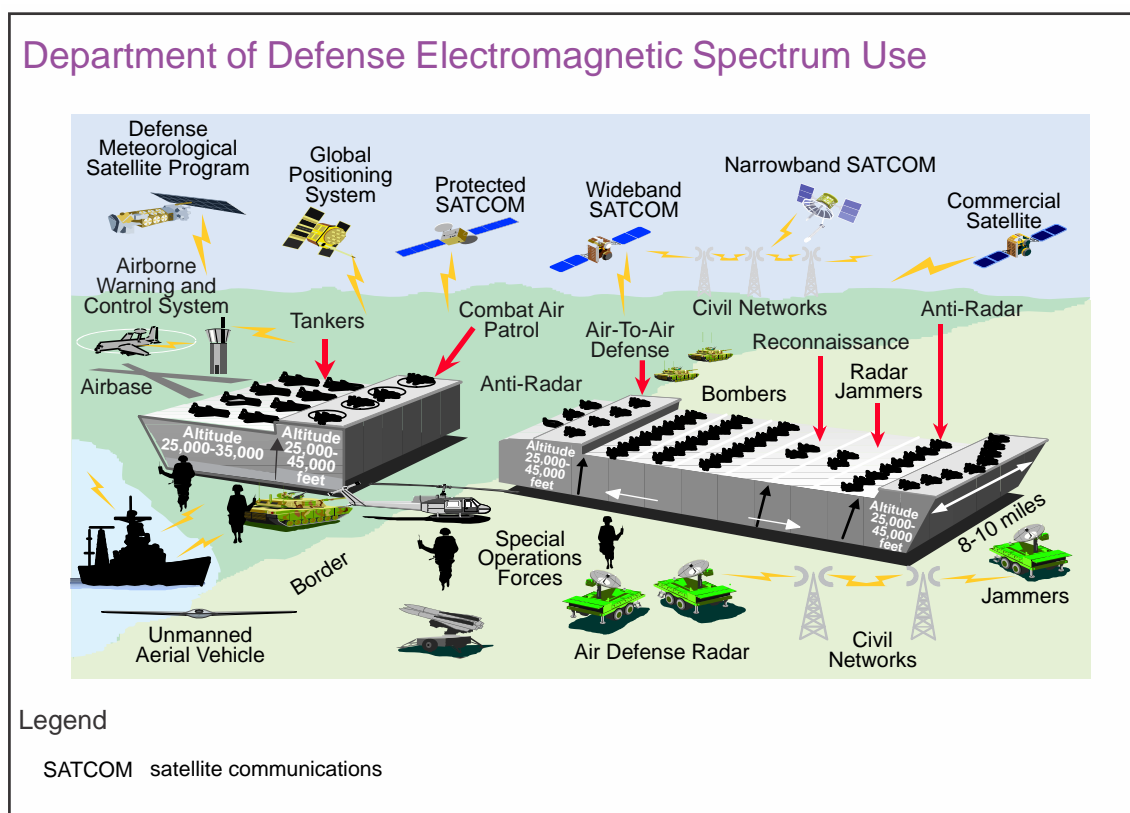 Department of Defense Electromagnetic Spectrum Use
Defense
Meteorological
Satellite Program
Global
Positioning
System
Protected
SATCOM
Wideband
SATCOM
Narrowband SATCOM
Commercial
Satellite
Airborne
Warning and
Control System
Tankers
Combat Air
Patrol
Air-To-Air
Defense
Civil Networks
Anti-Radar
Reconnaissance
Radar
Jammers
Airbase
Anti-Radar
Bombers
Altitude
25,000-35,000
Altitude
25,000-
45,000
feet
Altitude
25,000-
45,000
feet
Altitude
25,000-
45,000
feet
8-10 miles
Special
Operations
Forces
Border
Jammers
Unmanned
Aerial Vehicle
Air Defense Radar
Civil
Networks
Legend
SATCOM satellite communications